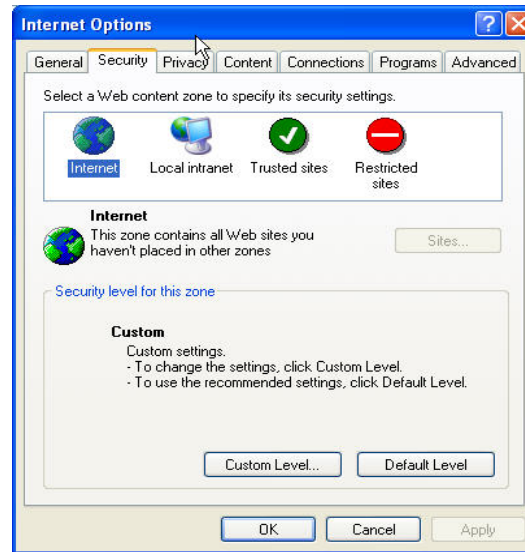 Internet Options
General Security Privacy Content Connections Programs Advanced
Select a Web content zone to specify its security settings.
Internet Local intranet Trusted sites Restricted sites
Internet
This zone contains all Web sites you
haven't placed in other zones
Sites...
Security level for this zone
Custom
Custom settings.
- To change the settings, click Custom Level.
- To use the recommended settings, click Default Level.
Custom Level... Default Level
OK Cancel Apply